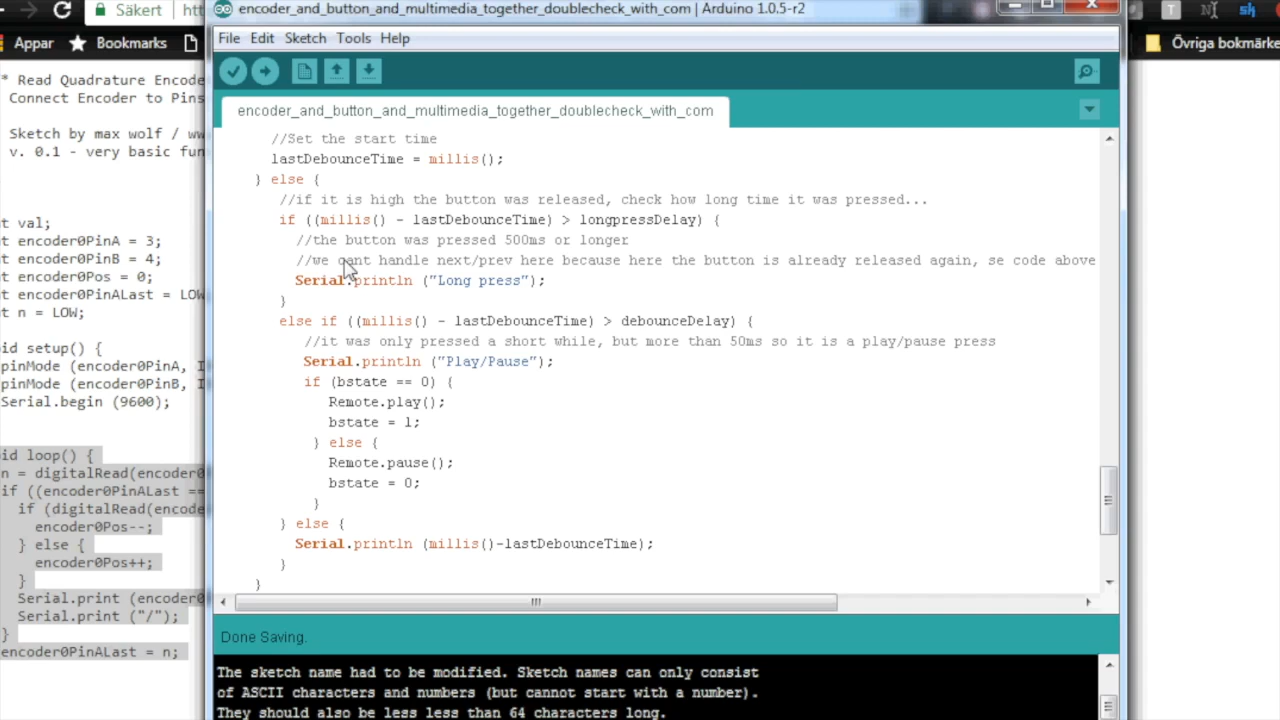 encoder_and_button_and_multimedia_together_doublecheck_with_com | Arduino 1.0.5-r2
Säkert
Appar
Bookmarks
Övriga bokmärke
File Edit Sketch Tools Help
encoder_and_button_and_multimedia_together_doublecheck_with_com
//Set the start time
lastDebounceTime = millis();
} else {
//if it is high the button was released, check how long time it was pressed...
if ((millis() - lastDebounceTime) > longpressDelay) {
//the button was pressed 500ms or longer
//we cant handle next/prev here because here the button is already released again, se code above
Serial.println ("Long press");
}
else if ((millis() - lastDebounceTime) > debounceDelay) {
//it was only pressed a short while, but more than 50ms so it is a play/pause press
Serial.println ("Play/Pause");
if (bstate == 0) {
Remote.play();
bstate = 1;
} else {
Remote.pause();
bstate = 0;
}
} else {
Serial.println (millis()-lastDebounceTime);
}
}
Done Saving.
The sketch name had to be modified. Sketch names can only consist
of ASCII characters and numbers (but cannot start with a number).
They should also be less less than 64 characters long.
* Read Quadrature Encode
Connect Encoder to Pins
Sketch by max wolf / ww
v. 0.1 - very basic fun
t val;
t encoder0PinA = 3;
t encoder0PinB = 4;
t encoder0Pos = 0;
t encoder0PinALast = LOW
t n = LOW;
id setup() {
pinMode (encoder0PinA, I
pinMode (encoder0PinB, I
Serial.begin (9600);
id loop() {
n = digitalRead(encoder0
if ((encoder0PinALast ==
if (digitalRead(encode
encoder0Pos--;
} else {
encoder0Pos++;
}
Serial.print (encoder0
Serial.print ("/");
}
encoder0PinALast = n;